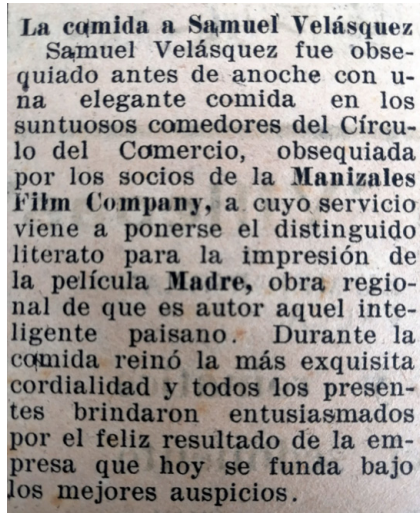 La comida a Samuel Velásquez
Samuel Velásquez fue obse-
quiado antes de anoche con u-
na elegante comida en los
suntuosos comedores del Círcu-
lo del Comercio, obsequiada
por los socios de la Manizales
Film Company, a cuyo servicio
viene a ponerse el distinguido
literato para la impresión de
la película Madre, obra regio-
nal de que es autor aquel inte-
ligente paisano. Durante la
comida reinó la más exquisita
cordialidad y todos los presen-
tes brindaron entusiasmados
por el feliz resultado de la em-
presa que hoy se funda bajo
los mejores auspicios.